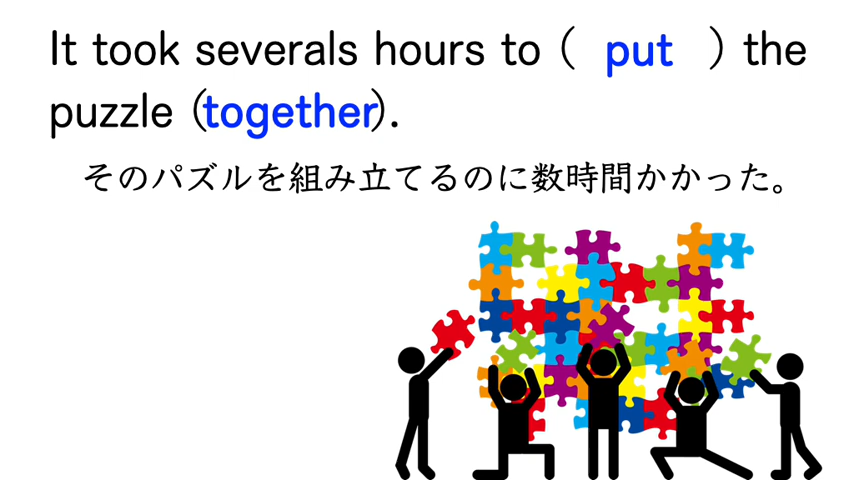 It took severals hours to ( put ) the
puzzle (together).
そのパズルを組み立てるのに数時間かかった。